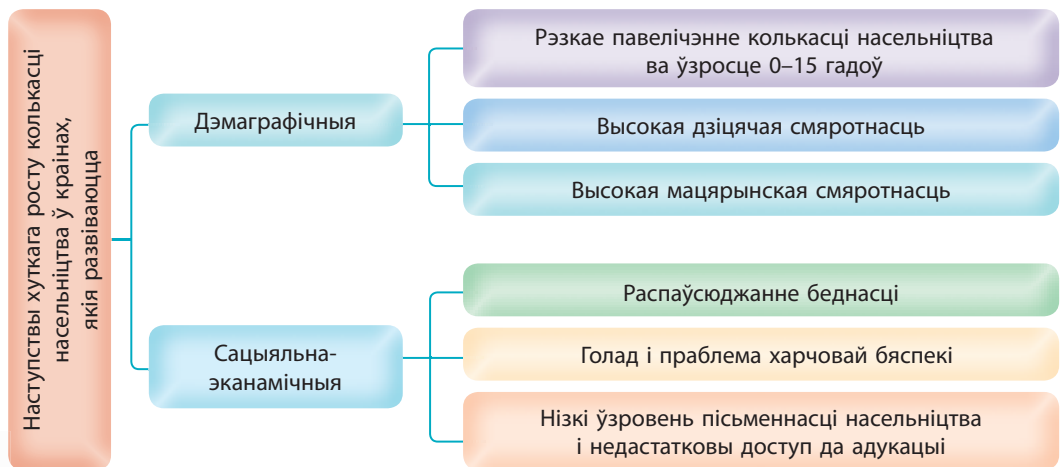 Наступствы хуткага росту колькасці
насельніцтва ў краінах,
якія развіваюцца
Дэмаграфічныя
Рэзкае павелічэнне колькасці насельніцтва
ва ўзросце 0–15 гадоў
Высокая дзіцячая смяротнасць
Высокая мацярынская смяротнасць
Сацыяльна-
эканамічныя
Распаўсюджанне беднасці
Голад і праблема харчовай бяспекі
Нізкі ўзровень пісьменнасці насельніцтва
і недастатковы доступ да адукацыі